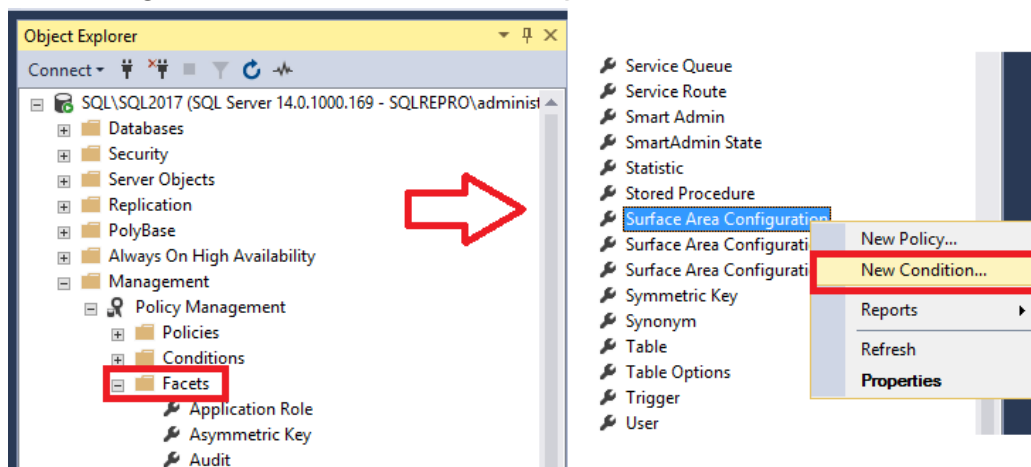 Object Explorer
Connect
SQL\SQL2017 (SQL Server 14.0.1000.169 - SQLREPRO\administ
Databases
Security
Server Objects
Replication
PolyBase
Always On High Availability
Management
Policy Management
Policies
Conditions
Facets
Application Role
Asymmetric Key
Audit
Service Queue
Service Route
Smart Admin
SmartAdmin State
Statistic
Stored Procedure
Surface Area Configuration
Surface Area Configurati
Surface Area Configurati
Symmetric Key
Synonym
Table
Table Options
Trigger
User
New Policy...
New Condition...
Reports
Refresh
Properties